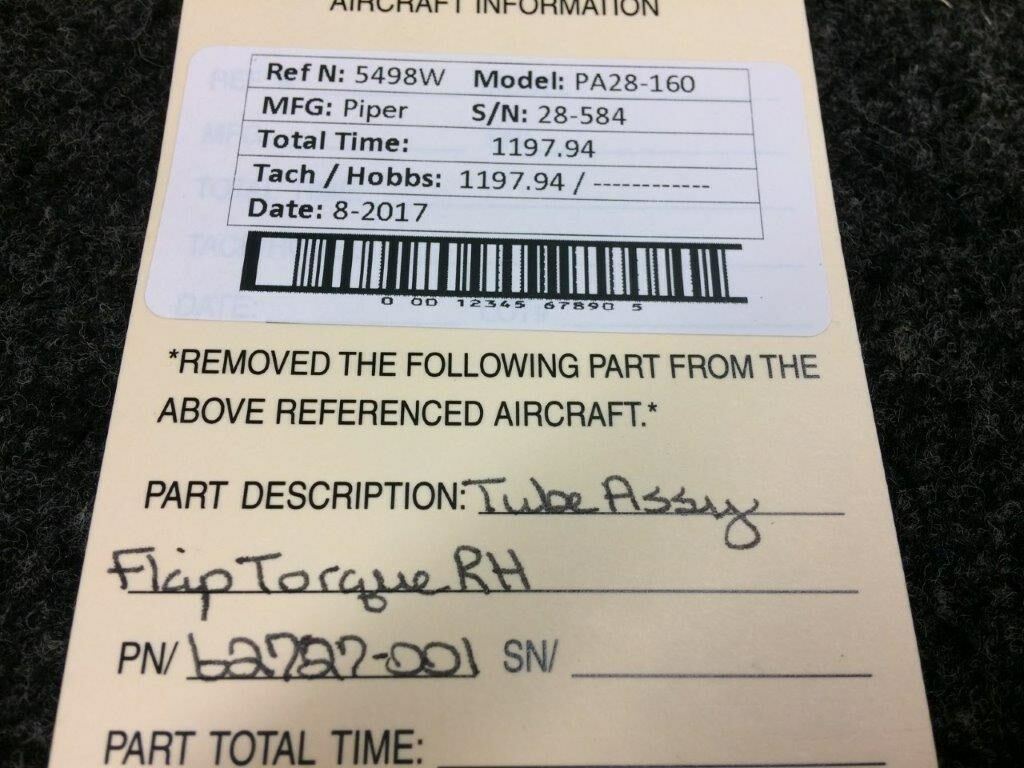 AIRCRAFT INFORMATION
Ref N: 5498W Model: PA28-160
MFG: Piper S/N: 28-584
Total Time: 1197.94
Tach / Hobbs: 1197.94 / ------------
Date: 8-2017
0 00 12345 67890 5
*REMOVED THE FOLLOWING PART FROM THE
ABOVE REFERENCED AIRCRAFT.*
PART DESCRIPTION: Tube Assy
Flap Torque RH
PN/ 62727-001 SN/
PART TOTAL TIME: